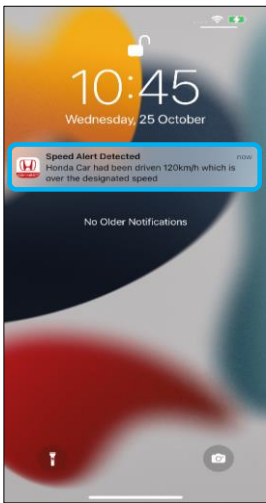 10:45
Wednesday, 25 October
Speed Alert Detected now
Honda Car had been driven 120km/h which is
over the designated speed
No Older Notifications